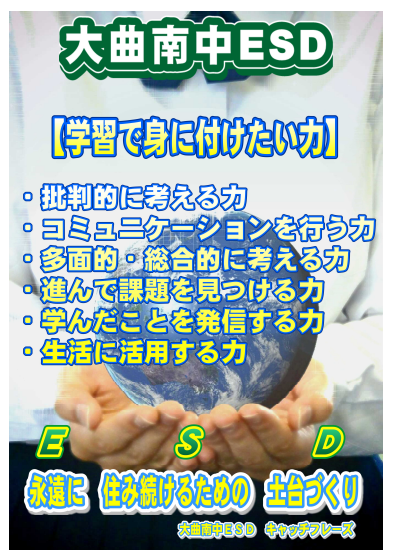 大曲南中ESD
【学習で身に付けたい力】
・批判的に考える力
・コミュニケーションを行う力
・多面的・総合的に考える力
・進んで課題を見つける力
・学んだことを発信する力
・生活に活用する力
E S D
永遠に 住み続けるための 土台づくり
大曲南中ESD キャッチフレーズ